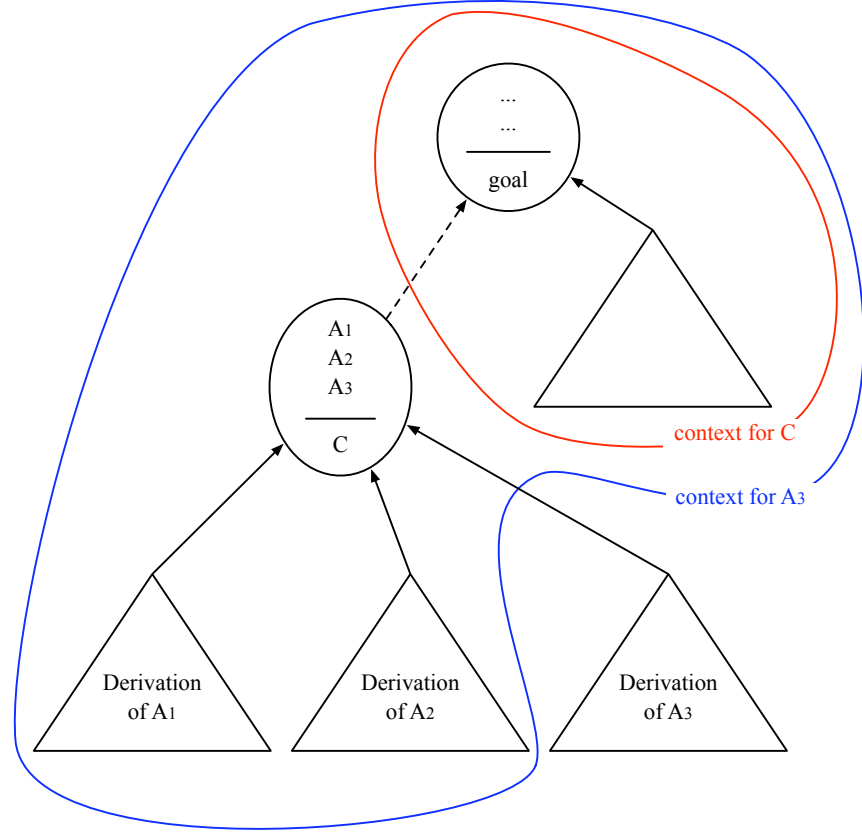 ...
...
goal
A1
A2
A3
C
context for C
context for A3
Derivation
of A1
Derivation
of A2
Derivation
of A3